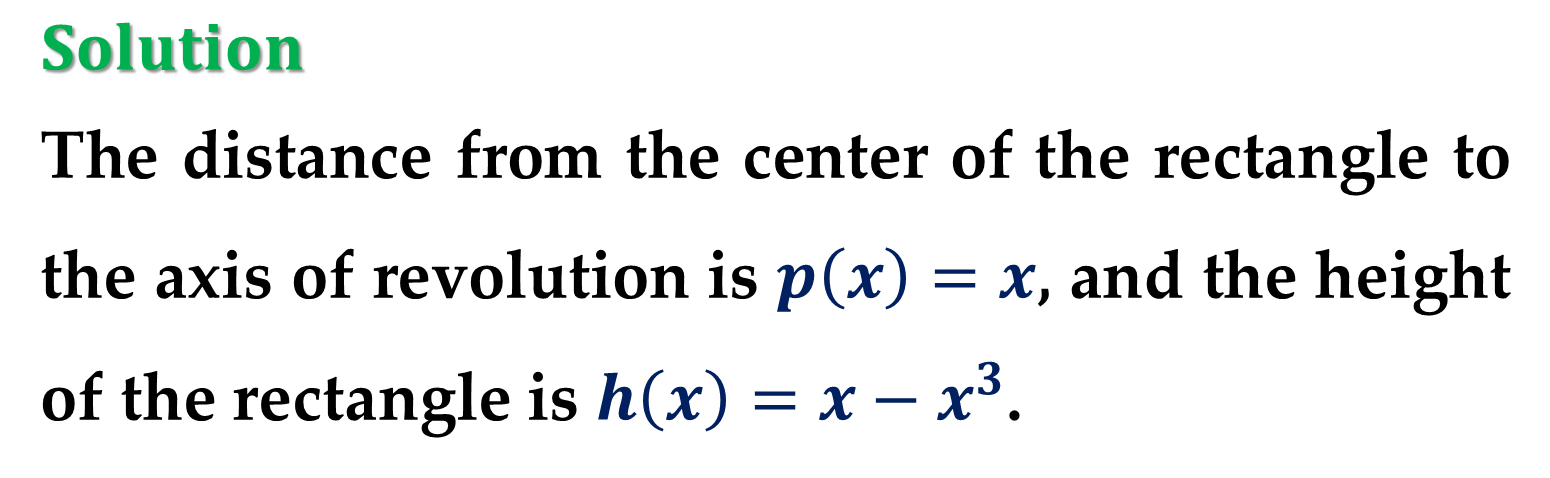 Solution
The distance from the center of the rectangle to
the axis of revolution is p(x) = x, and the height
of the rectangle is h(x) = x − x³.